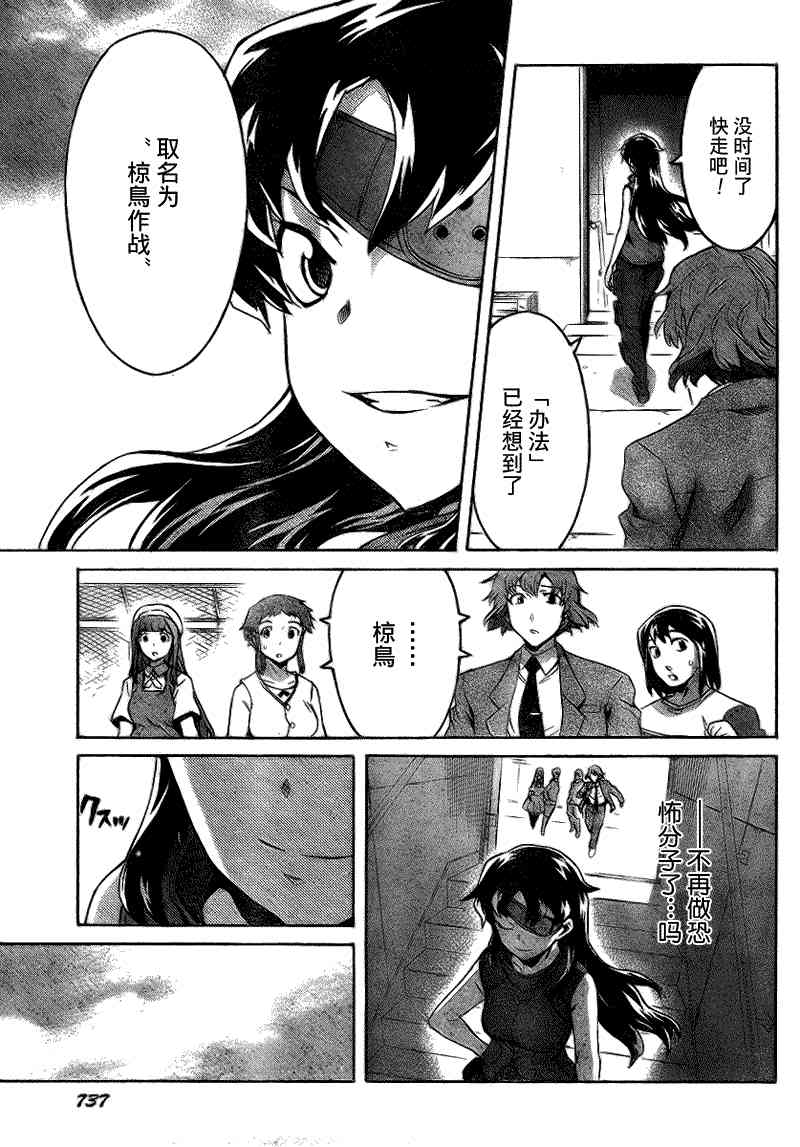 没时间了
快走吧！
「办法」
已经想到了
取名为
〝椋鳥作战〟
……
椋鳥
クスッ
——不再做恐
怖分子了…吗
737